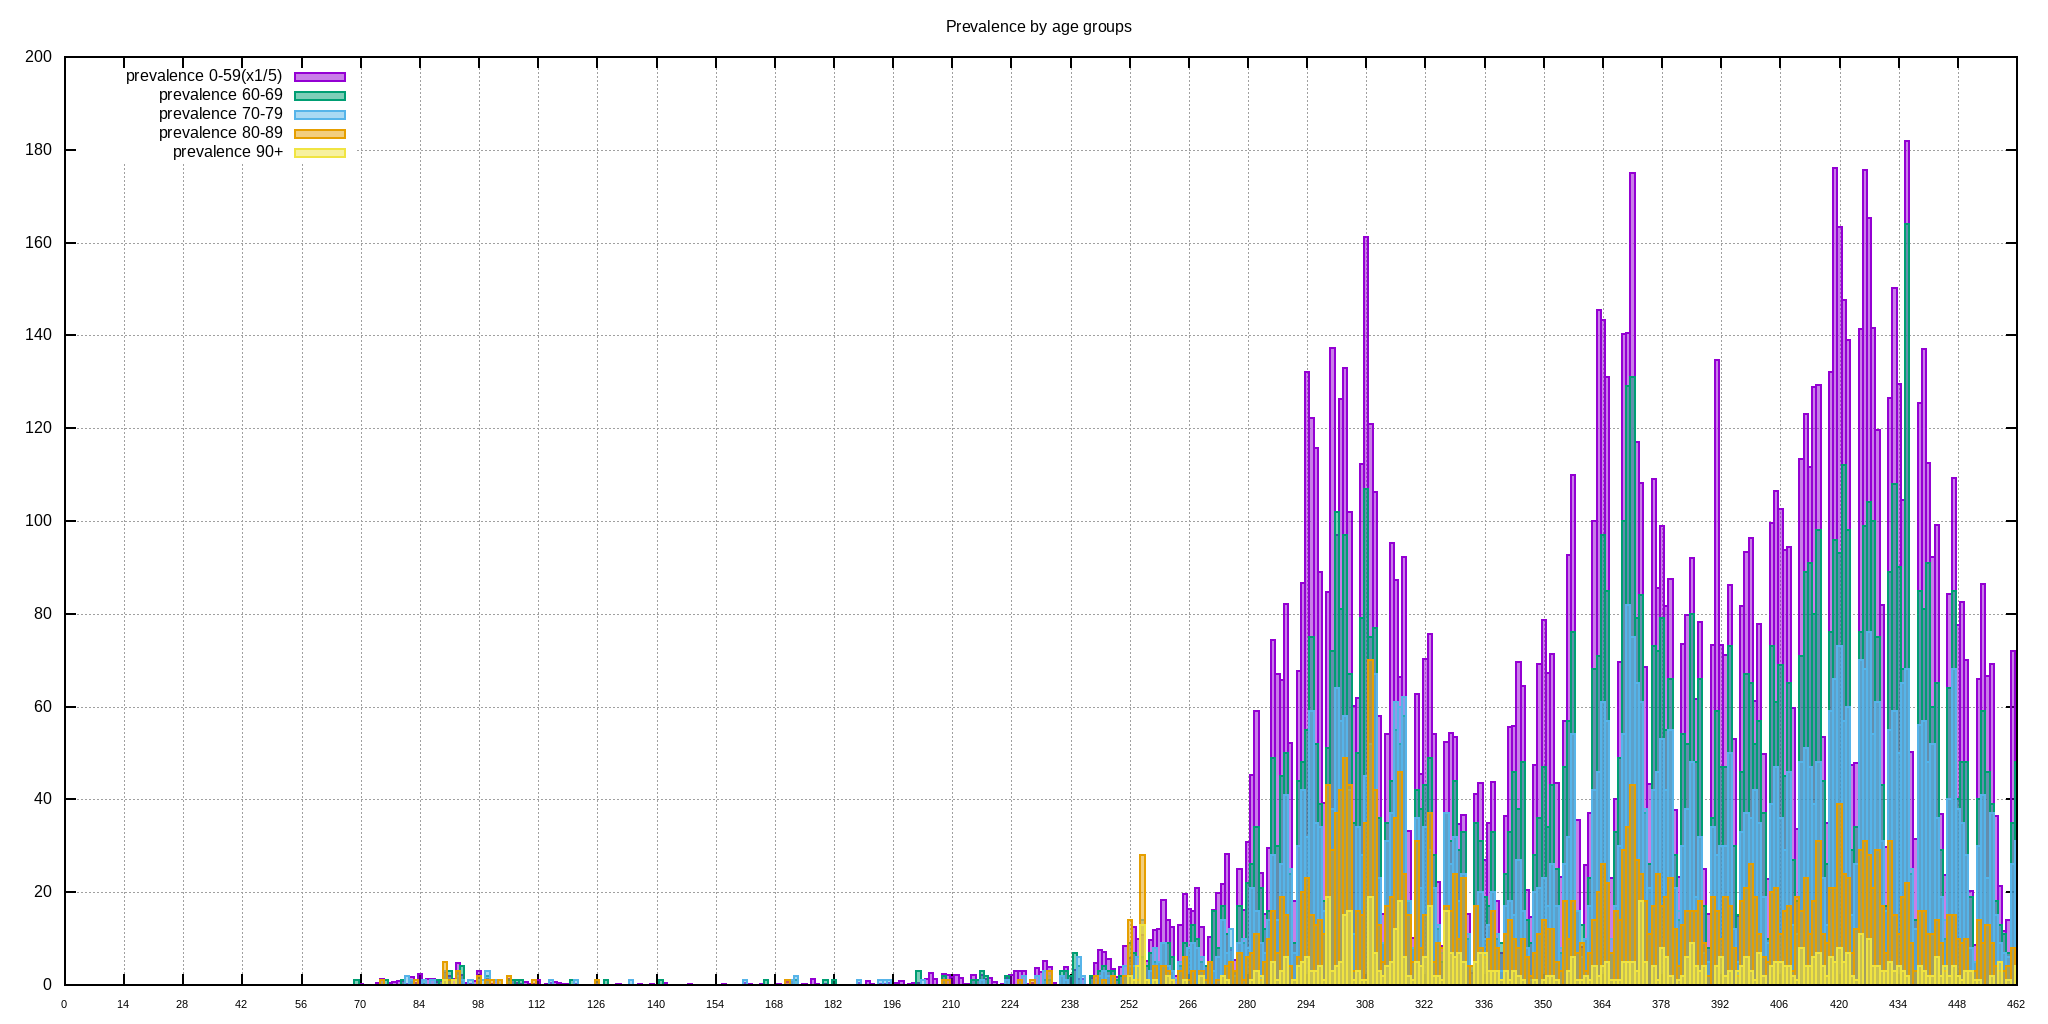 Prevalence by age groups
200
180
160
140
120
100
80
60
40
20
0
prevalence 0-59(x1/5)
prevalence 60-69
prevalence 70-79
prevalence 80-89
prevalence 90+
0 14 28 42 56 70 84 98 112 126 140 154 168 182 196 210 224 238 252 266 280 294 308 322 336 350 364 378 392 406 420 434 448 462